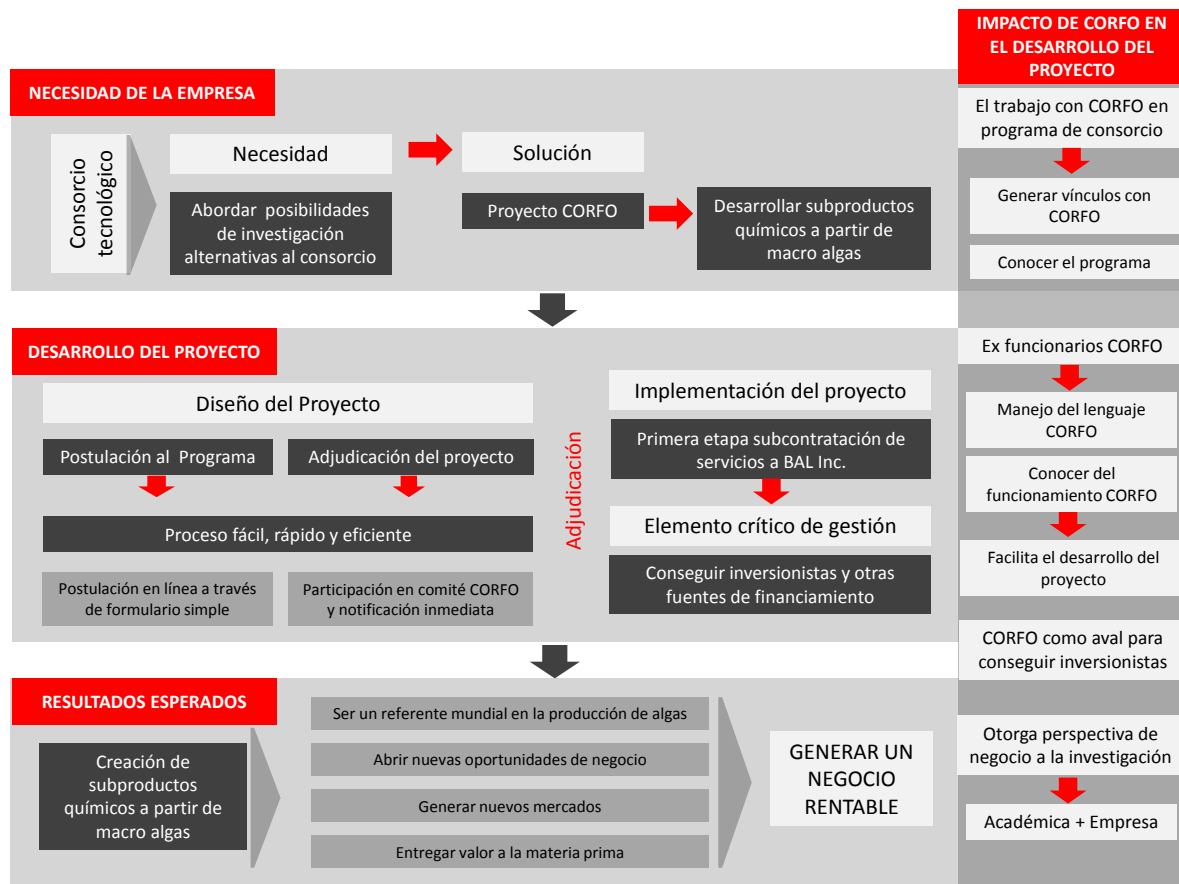 IMPACTO DE CORFO EN
EL DESARROLLO DEL
PROYECTO
NECESIDAD DE LA EMPRESA
Consorcio
tecnológico
Necesidad
Abordar posibilidades
de investigación
alternativas al consorcio
Solución
Proyecto CORFO
Desarrollar subproductos
químicos a partir de
macro algas
El trabajo con CORFO en
programa de consorcio
Generar vínculos con
CORFO
Conocer el programa
DESARROLLO DEL PROYECTO
Diseño del Proyecto
Postulación al Programa
Adjudicación del proyecto
Proceso fácil, rápido y eficiente
Postulación en línea a través
de formulario simple
Participación en comité CORFO
y notificación inmediata
Adjudicación
Implementación del proyecto
Primera etapa subcontratación de
servicios a BAL Inc.
Elemento crítico de gestión
Conseguir inversionistas y otras
fuentes de financiamiento
Ex funcionarios CORFO
Manejo del lenguaje
CORFO
Conocer del
funcionamiento CORFO
Facilita el desarrollo del
proyecto
CORFO como aval para
conseguir inversionistas
RESULTADOS ESPERADOS
Creación de
subproductos
químicos a partir de
macro algas
Ser un referente mundial en la producción de algas
Abrir nuevas oportunidades de negocio
Generar nuevos mercados
Entregar valor a la materia prima
GENERAR UN
NEGOCIO
RENTABLE
Otorga perspectiva de
negocio a la investigación
Académica + Empresa